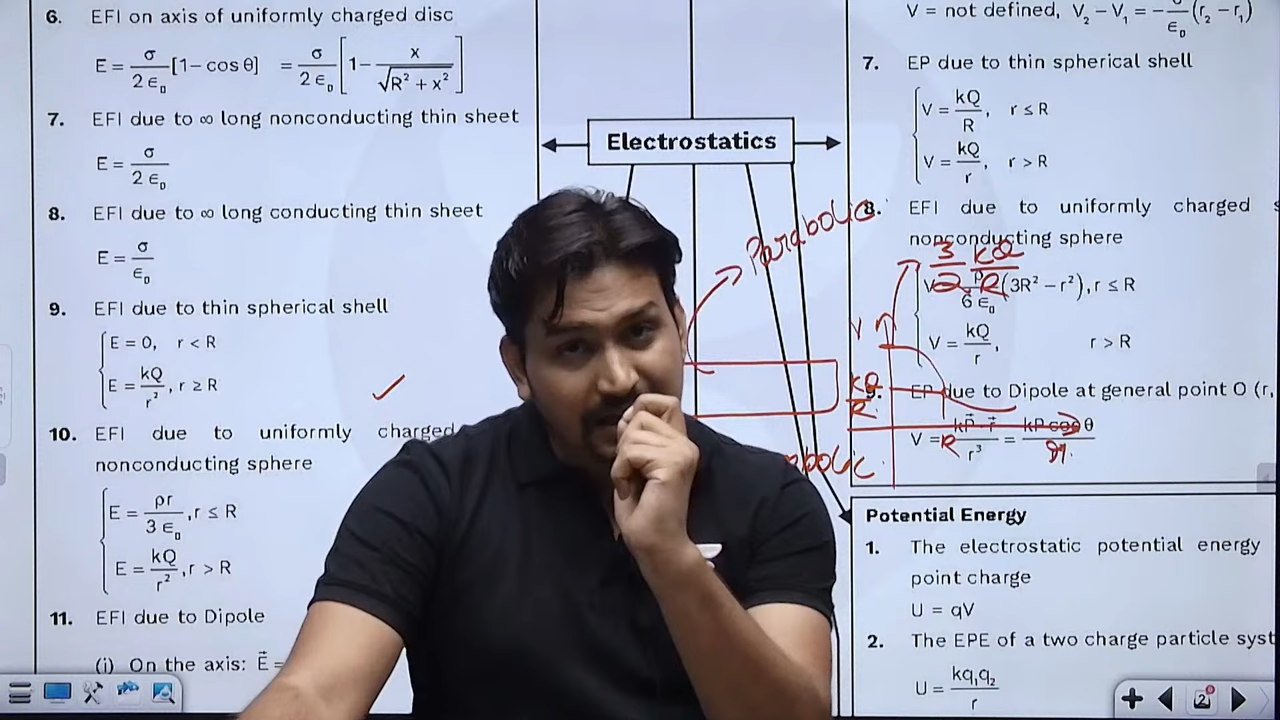 6. EFI on axis of uniformly charged disc
E = σ/2ϵ₀ [1 − cos θ] = σ/2ϵ₀ [1 − x/√R² + x²]
7. EFI due to ∞ long nonconducting thin sheet
E = σ/2ϵ₀
8. EFI due to ∞ long conducting thin sheet
E = σ/ϵ₀
9. EFI due to thin spherical shell
E = 0, r < R
E = kQ/r², r ≥ R
10. EFI due to uniformly charged
nonconducting sphere
E = ρr/3ϵ₀, r ≤ R
E = kQ/r², r > R
11. EFI due to Dipole
(i) On the axis: E⃗ =
Electrostatics
Parabolic
V = not defined, V₂ − V₁ = −σ/ϵ₀ (r₂ − r₁)
7. EP due to thin spherical shell
V = kQ/R, r ≤ R
V = kQ/r, r > R
8. EFI due to uniformly charged s
nonconducting sphere
3/2 kQ/R
V (3R² − r²), r ≤ R
6ϵ₀
V = kQ/r, r > R
V
kQ/R
9. EP due to Dipole at general point O (r,
V = kP⃗ · r⃗/r³ = kP cos θ
R
r
bolic
Potential Energy
1. The electrostatic potential energy
point charge
U = qV
2. The EPE of a two charge particle syst
U = kq₁q₂/r
2